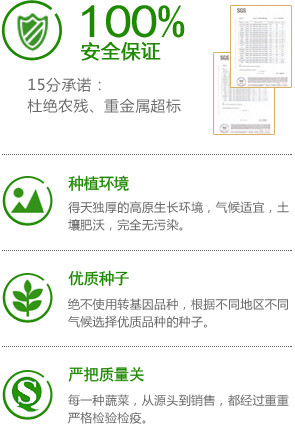 100%
安全保证
SGS
SGS
15分承诺：
杜绝农残、重金属超标
种植环境
得天独厚的高原生长环境，气候适宜，土
壤肥沃，完全无污染。
优质种子
绝不使用转基因品种，根据不同地区不同
气候选择优质品种的种子。
严把质量关
每一种蔬菜，从源头到销售，都经过重重
严格检验检疫。